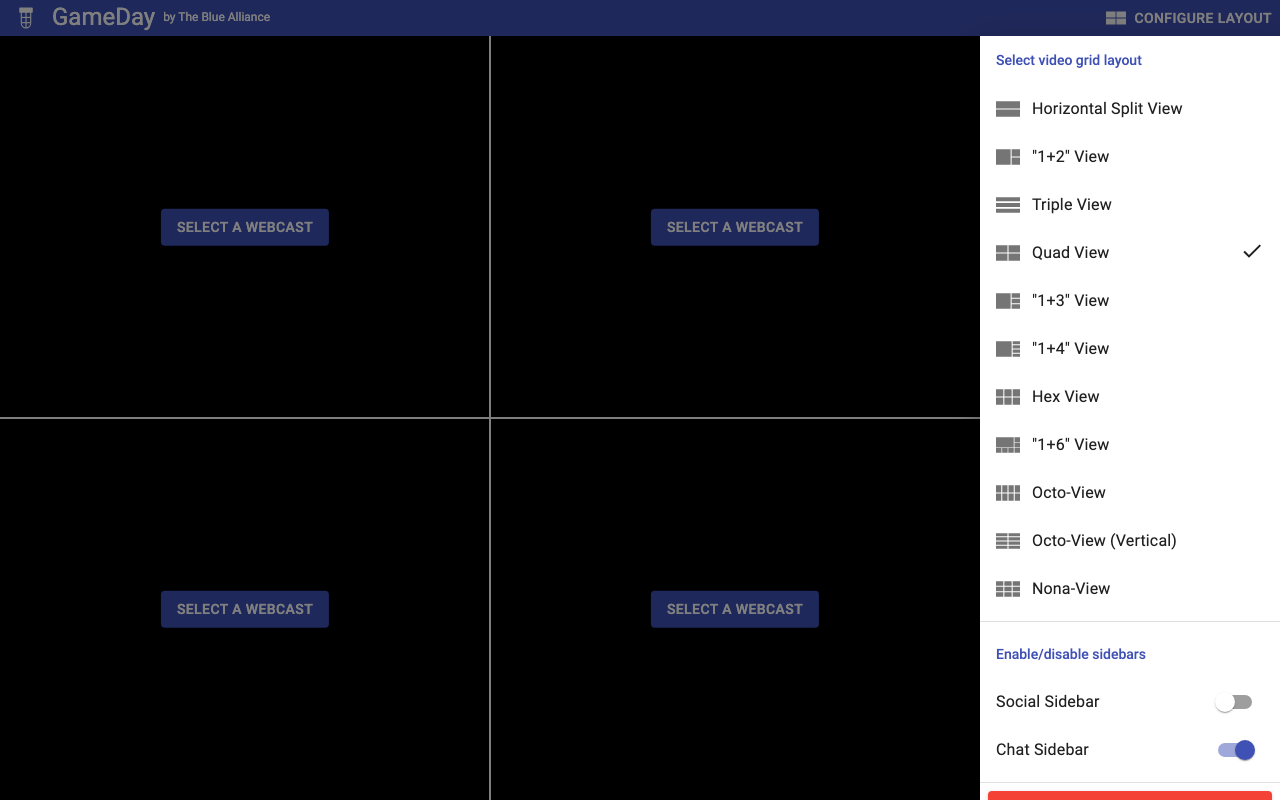 GameDay by The Blue Alliance
CONFIGURE LAYOUT
SELECT A WEBCAST
SELECT A WEBCAST
SELECT A WEBCAST
SELECT A WEBCAST
Select video grid layout
Horizontal Split View
"1+2" View
Triple View
Quad View
"1+3" View
"1+4" View
Hex View
"1+6" View
Octo-View
Octo-View (Vertical)
Nona-View
Enable/disable sidebars
Social Sidebar
Chat Sidebar